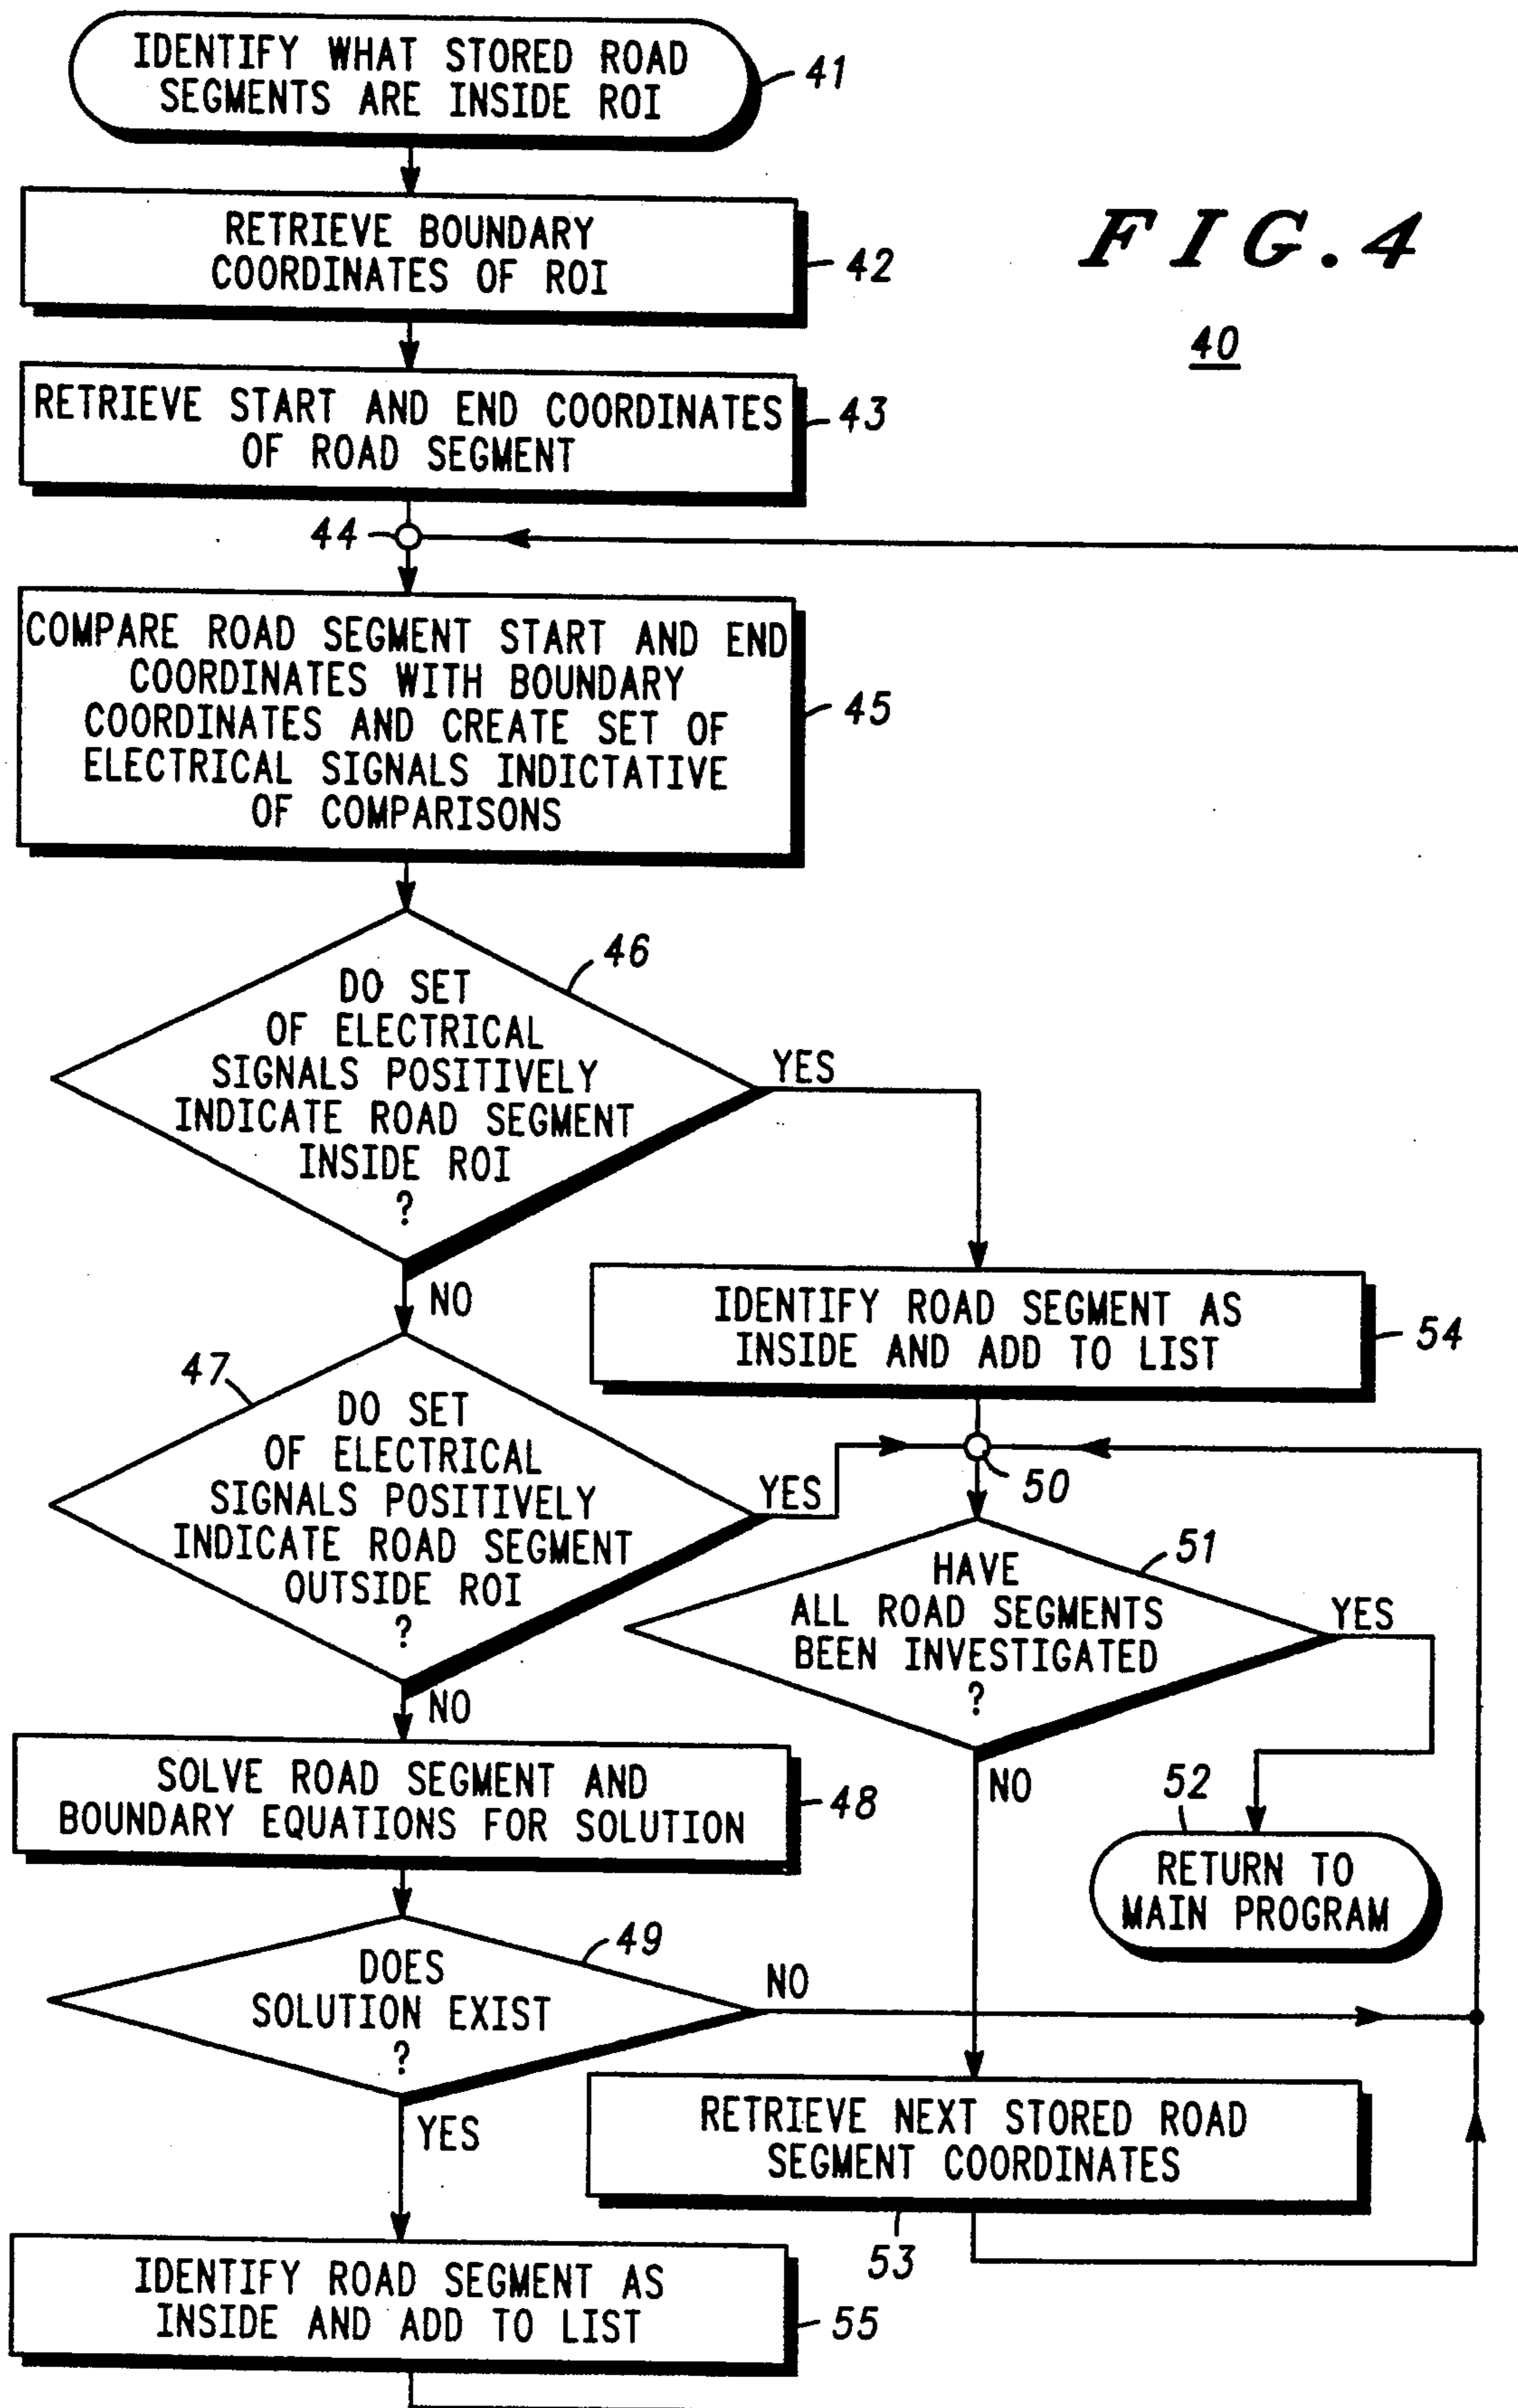 IDENTIFY WHAT STORED ROAD
SEGMENTS ARE INSIDE ROI
41
RETRIEVE BOUNDARY
COORDINATES OF ROI
42
FIG.4
40
RETRIEVE START AND END COORDINATES
OF ROAD SEGMENT
43
44
COMPARE ROAD SEGMENT START AND END
COORDINATES WITH BOUNDARY
COORDINATES AND CREATE SET OF
ELECTRICAL SIGNALS INDICTATIVE
OF COMPARISONS
45
46
DO SET
OF ELECTRICAL
SIGNALS POSITIVELY
INDICATE ROAD SEGMENT
INSIDE ROI
?
YES
NO
IDENTIFY ROAD SEGMENT AS
INSIDE AND ADD TO LIST
54
47
DO SET
OF ELECTRICAL
SIGNALS POSITIVELY
INDICATE ROAD SEGMENT
OUTSIDE ROI
?
YES
NO
50
51
HAVE
ALL ROAD SEGMENTS
BEEN INVESTIGATED
?
YES
NO
52
RETURN TO
MAIN PROGRAM
SOLVE ROAD SEGMENT AND
BOUNDARY EQUATIONS FOR SOLUTION
48
49
DOES
SOLUTION EXIST
?
NO
YES
RETRIEVE NEXT STORED ROAD
SEGMENT COORDINATES
53
IDENTIFY ROAD SEGMENT AS
INSIDE AND ADD TO LIST
55